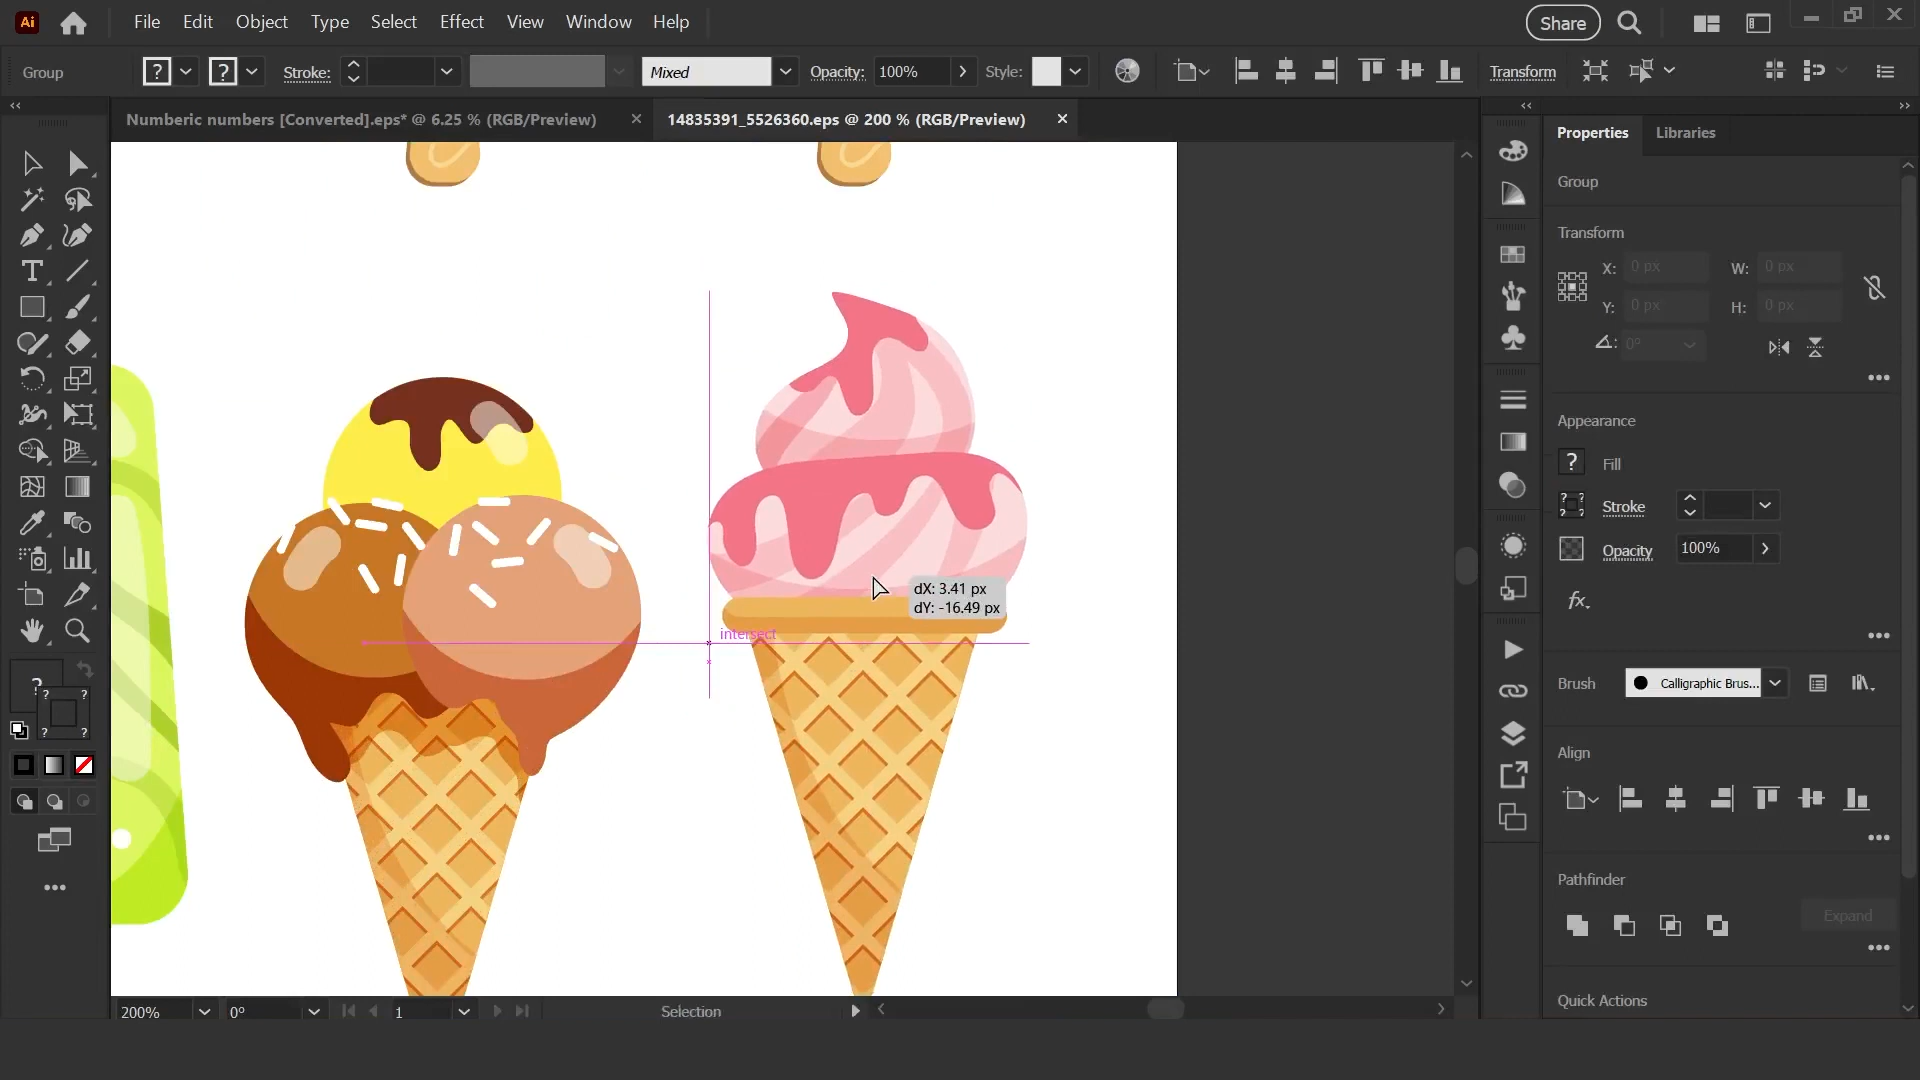 Ai
File Edit Object Type Select Effect View Window Help
Share
Group
? ? Stroke: Mixed Opacity: 100% Style: Transform
Numberic numbers [Converted].eps* @ 6.25 % (RGB/Preview) 14835391_5526360.eps @ 200 % (RGB/Preview)
Properties Libraries
Group
Transform
X: 0 px W: 0 px
Y: 0 px H: 0 px
0°
Appearance
? Fill
Stroke
Opacity 100%
fx
Brush Calligraphic Brus...
Align
Pathfinder
Expand
Quick Actions
dX: 3.41 px
dY: -16.49 px
intersect
T
?
? ?
? ?
200% 0° 1 Selection